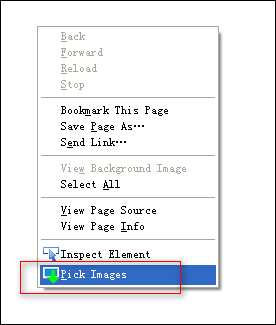 Back
Forward
Reload
Stop
Bookmark This Page
Save Page As…
Send Link…
View Background Image
Select All
View Page Source
View Page Info
Inspect Element
Pick Images